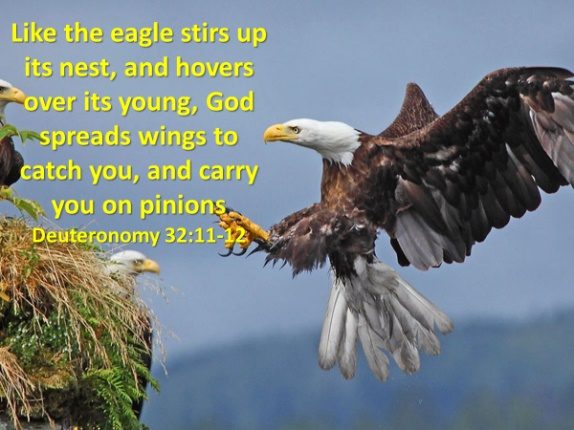 Like the eagle stirs up
its nest, and hovers
over its young, God
spreads wings to
catch you, and carry
you on pinions.
Deuteronomy 32:11-12